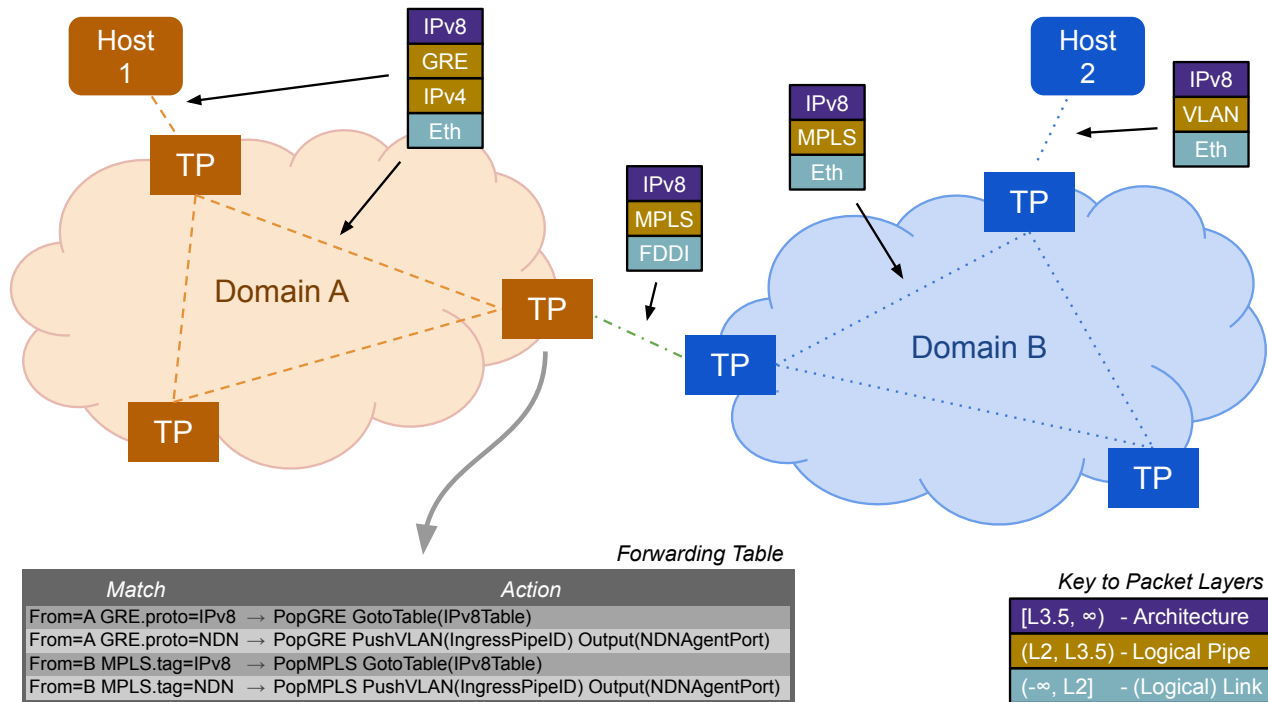 Host
1
IPv8
GRE
IPv4
Eth
Host
2
IPv8
MPLS
Eth
IPv8
VLAN
Eth
TP
IPv8
MPLS
FDDI
TP
Domain A
TP
Domain B
TP
TP
TP
Forwarding Table
Match Action
From=A GRE.proto=IPv8 → PopGRE GotoTable(IPv8Table)
From=A GRE.proto=NDN → PopGRE PushVLAN(IngressPipeID) Output(NDNAgentPort)
From=B MPLS.tag=IPv8 → PopMPLS GotoTable(IPv8Table)
From=B MPLS.tag=NDN → PopMPLS PushVLAN(IngressPipeID) Output(NDNAgentPort)
Key to Packet Layers
[L3.5, ∞) - Architecture
(L2, L3.5) - Logical Pipe
(-∞, L2] - (Logical) Link